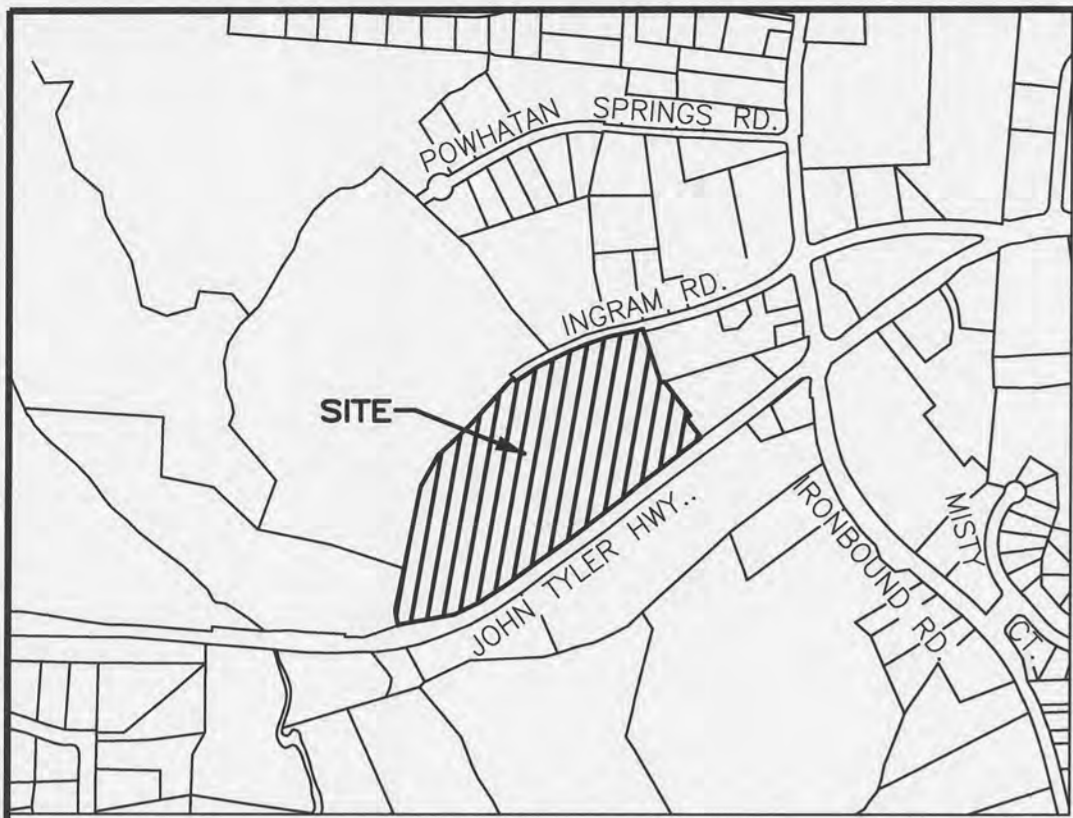 POWHATAN SPRINGS RD.
INGRAM RD.
SITE
JOHN TYLER HWY..
IRONBOUND RD.
MISTY CT..